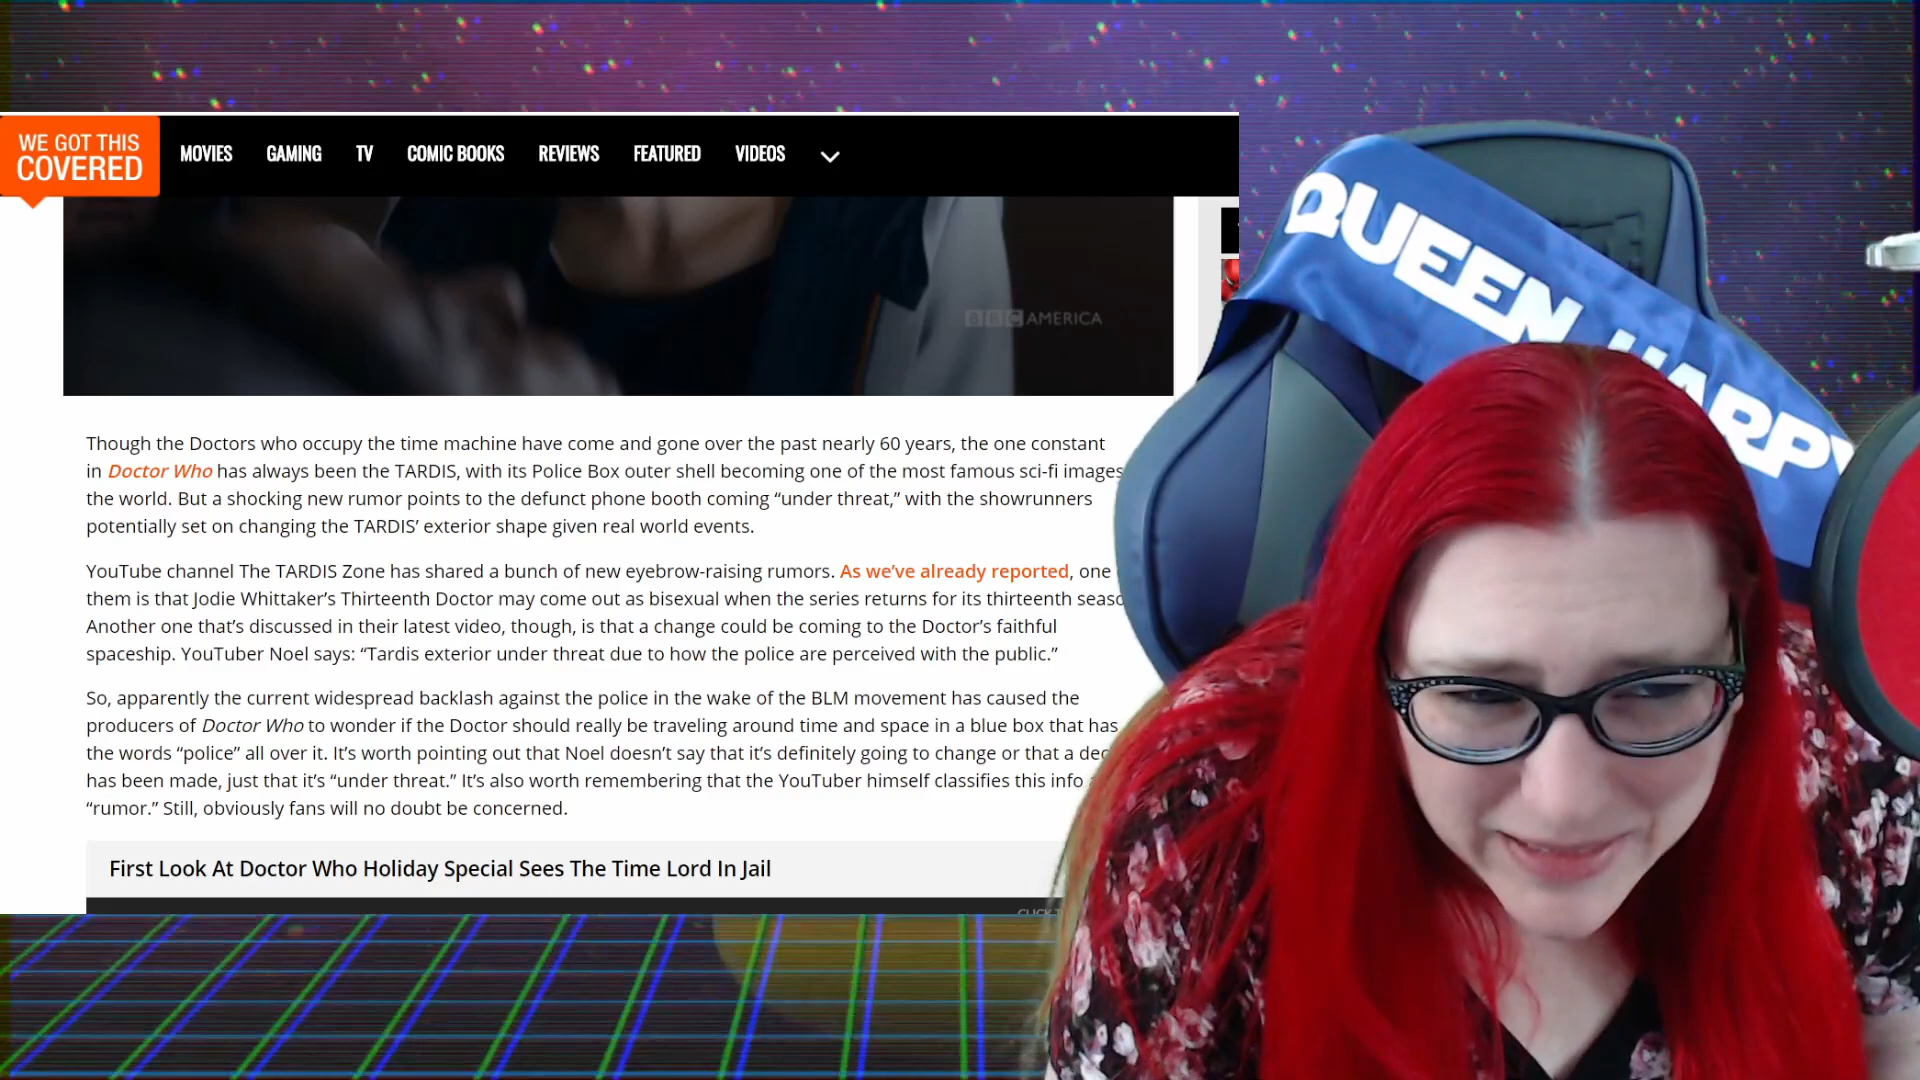 WE GOT THIS
COVERED
MOVIES GAMING TV COMIC BOOKS REVIEWS FEATURED VIDEOS
QUEEN HARPY
BBC AMERICA
Though the Doctors who occupy the time machine have come and gone over the past nearly 60 years, the one constant
in Doctor Who has always been the TARDIS, with its Police Box outer shell becoming one of the most famous sci-fi images
the world. But a shocking new rumor points to the defunct phone booth coming “under threat,” with the showrunners
potentially set on changing the TARDIS’ exterior shape given real world events.
YouTube channel The TARDIS Zone has shared a bunch of new eyebrow-raising rumors. As we’ve already reported, one
them is that Jodie Whittaker’s Thirteenth Doctor may come out as bisexual when the series returns for its thirteenth
Another one that’s discussed in their latest video, though, is that a change could be coming to the Doctor’s faithful
spaceship. YouTuber Noel says: “Tardis exterior under threat due to how the police are perceived with the public.”
So, apparently the current widespread backlash against the police in the wake of the BLM movement has caused the
producers of Doctor Who to wonder if the Doctor should really be traveling around time and space in a blue box that has
the words “police” all over it. It’s worth pointing out that Noel doesn’t say that it’s definitely going to change or that a
has been made, just that it’s “under threat.” It’s also worth remembering that the YouTuber himself classifies this info
“rumor.” Still, obviously fans will no doubt be concerned.
First Look At Doctor Who Holiday Special Sees The Time Lord In Jail